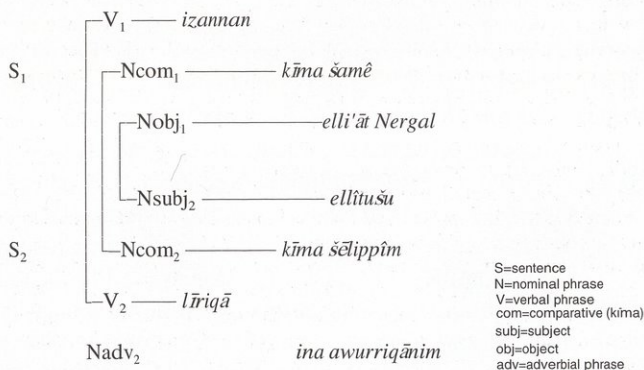 V₁ izannan
S₁ Ncom₁ kīma šamê
Nobj₁ elli'āt Nergal
Nsubj₂ ellîtušu
S₂ Ncom₂ kīma šēlippîm
V₂ līriqā
Nadv₂ ina awurriqānim
S=sentence
N=nominal phrase
V=verbal phrase
com=comparative (kíma)
subj=subject
obj=object
adv=adverbial phrase